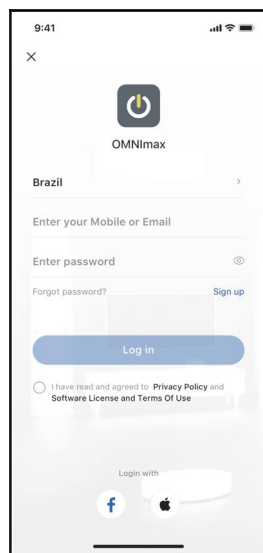 9:41
OMNImax
Brazil
Enter your Mobile or Email
Enter password
Forgot password? Sign up
Log in
I have read and agreed to Privacy Policy and
Software License and Terms Of Use
Login with